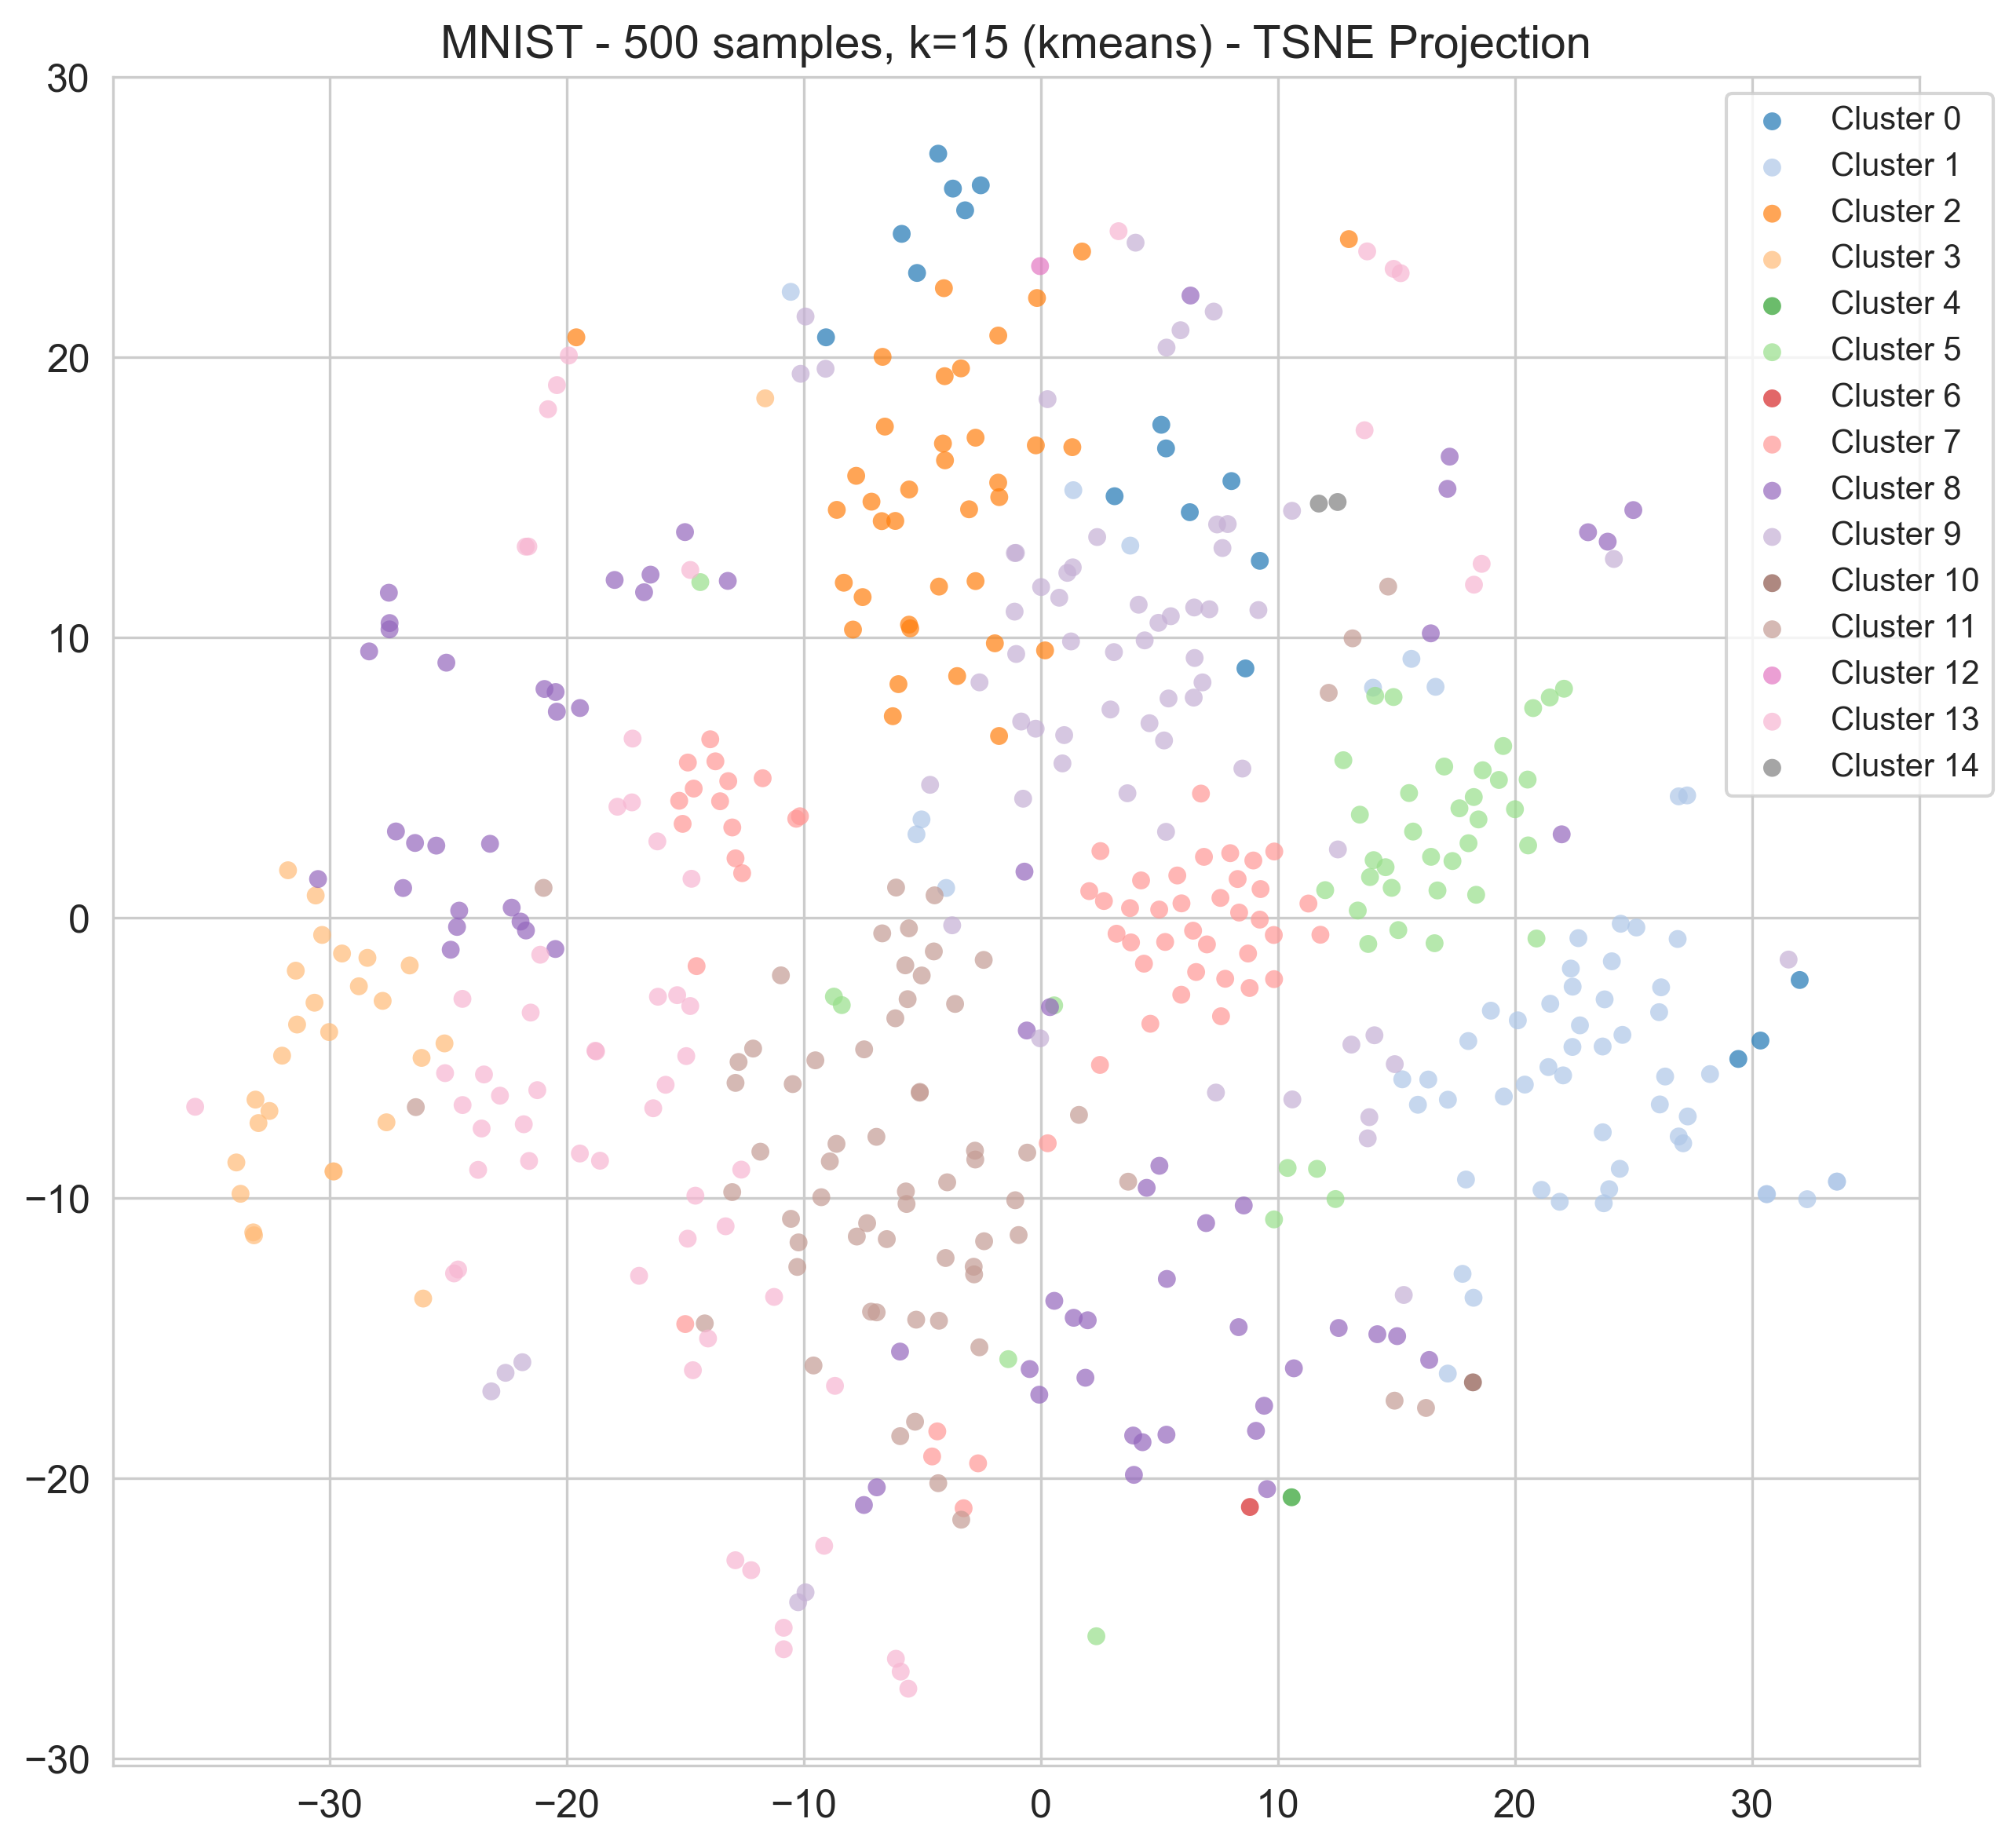 MNIST - 500 samples, k=15 (kmeans) - TSNE Projection
30
20
10
0
−10
−20
−30
−30 −20 −10 0 10 20 30
Cluster 0
Cluster 1
Cluster 2
Cluster 3
Cluster 4
Cluster 5
Cluster 6
Cluster 7
Cluster 8
Cluster 9
Cluster 10
Cluster 11
Cluster 12
Cluster 13
Cluster 14